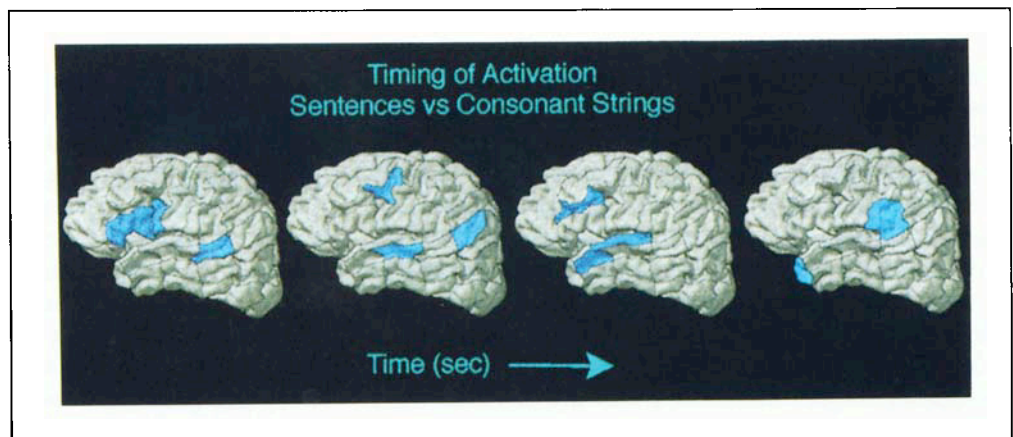 Timing of Activation
Sentences vs Consonant Strings
Time (sec)